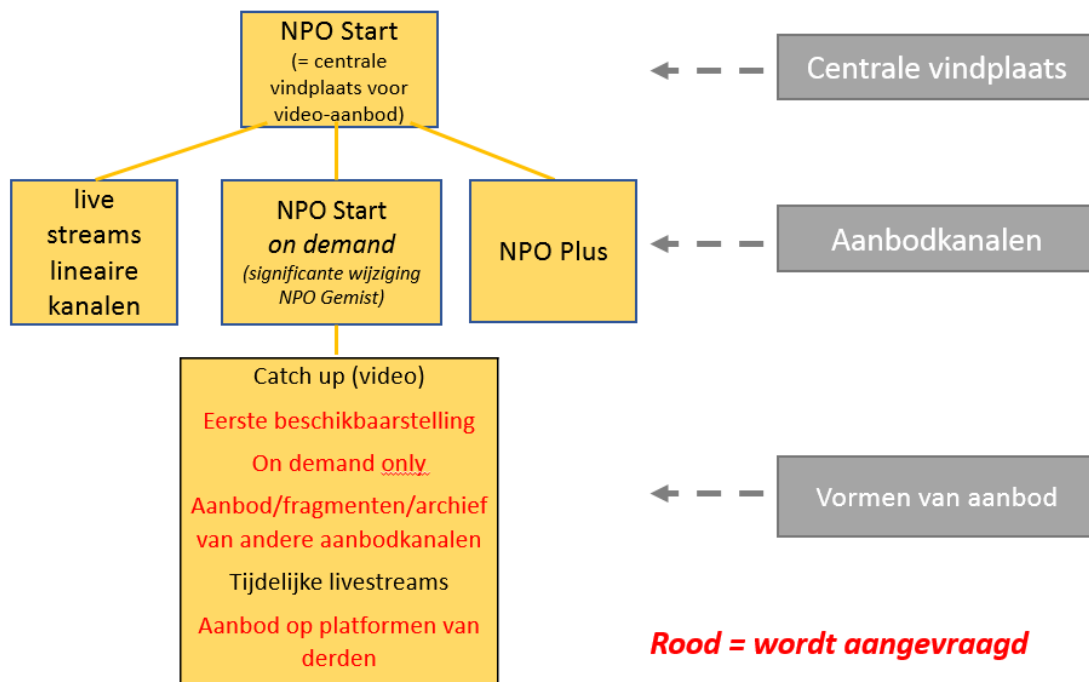 NPO Start
(= centrale
vindplaats voor
video-aanbod)
Centrale vindplaats
live
streams
lineaire
kanalen
NPO Start
on demand
(significante wijziging
NPO Gemist)
NPO Plus
Aanbodkanalen
Catch up (video)
Eerste beschikbaarstelling
On demand only
Aanbod/fragmenten/archief
van andere aanbodkanalen
Tijdelijke livestreams
Aanbod op platformen van
derden
Vormen van aanbod
Rood = wordt aangevraagd